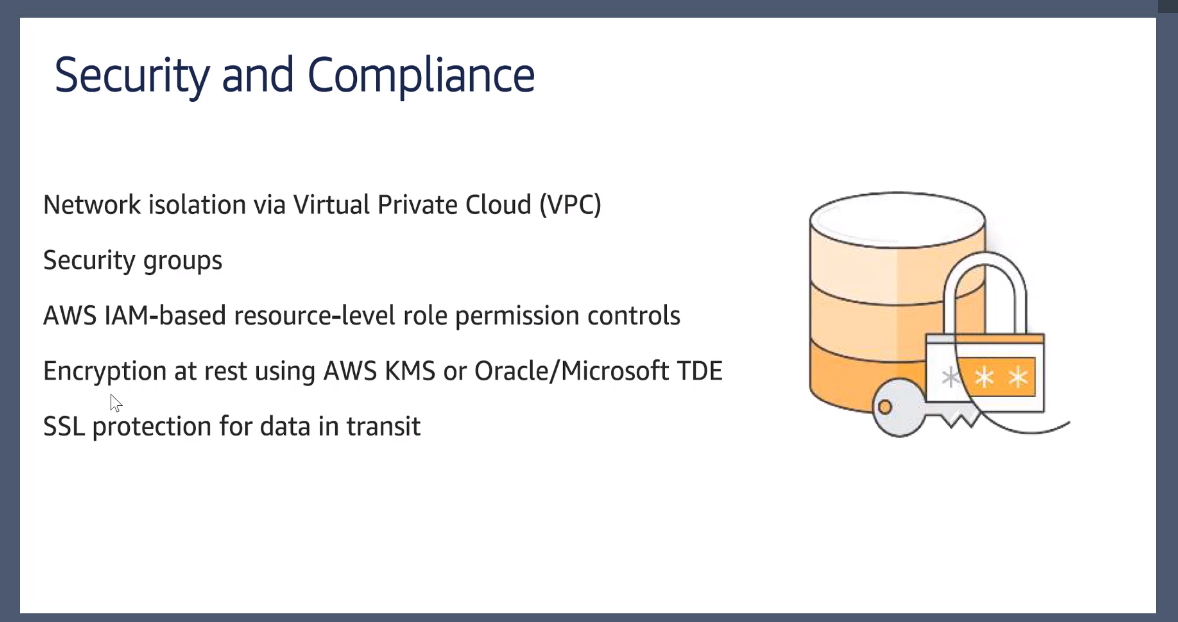 Security and Compliance
Network isolation via Virtual Private Cloud (VPC)
Security groups
AWS IAM-based resource-level role permission controls
Encryption at rest using AWS KMS or Oracle/Microsoft TDE
SSL protection for data in transit
***